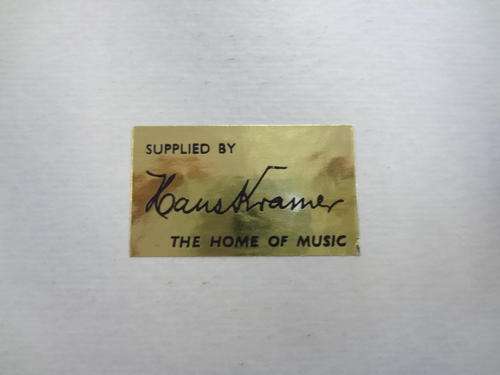 SUPPLIED BY
Hans Kramer
THE HOME OF MUSIC